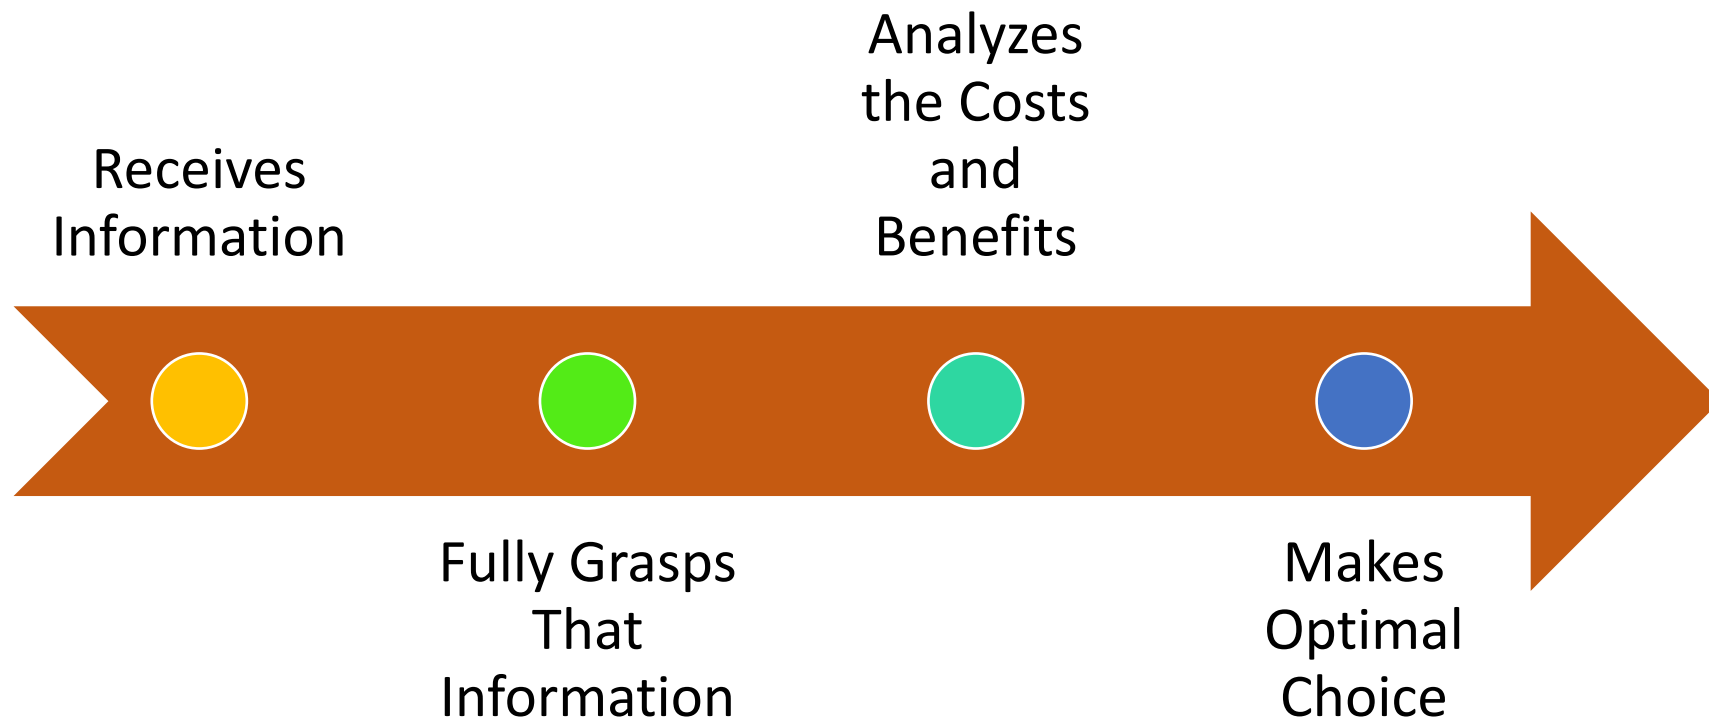 Receives
Information
Fully Grasps
That
Information
Analyzes
the Costs
and
Benefits
Makes
Optimal
Choice